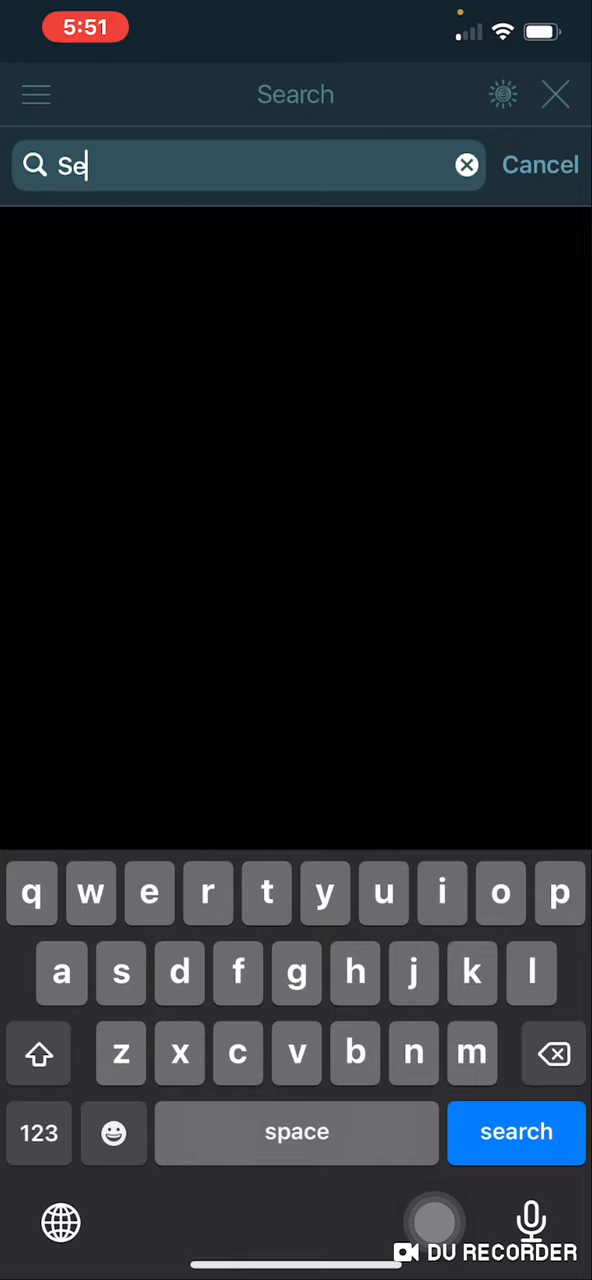 5:51
Search
Se
Cancel
q w e r t y u i o p
a s d f g h j k l
z x c v b n m
123 space search
DU RECORDER